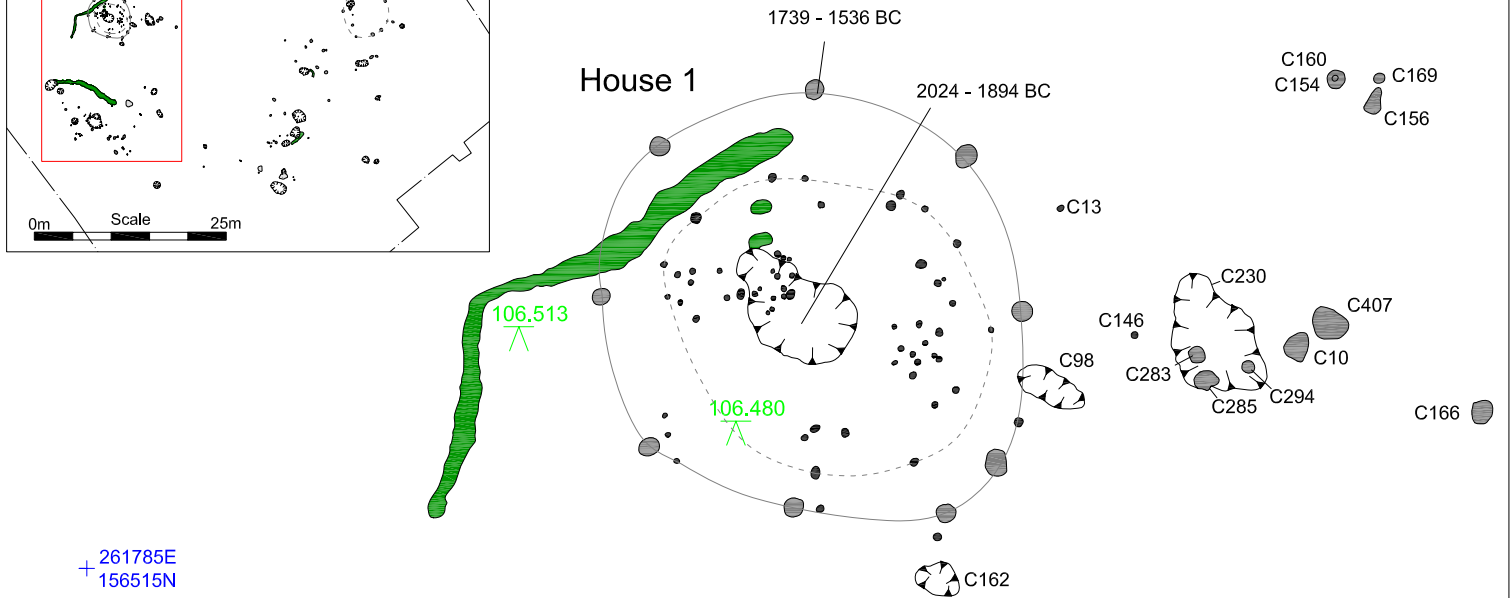 1739 - 1536 BC
House 1
2024 - 1894 BC
C160
C154
C169
C156
C13
Scale
0m
25m
C230
C407
106.513
C146
C10
C98
C283
C294
C285
106.480
C166
261785E
156515N
C162